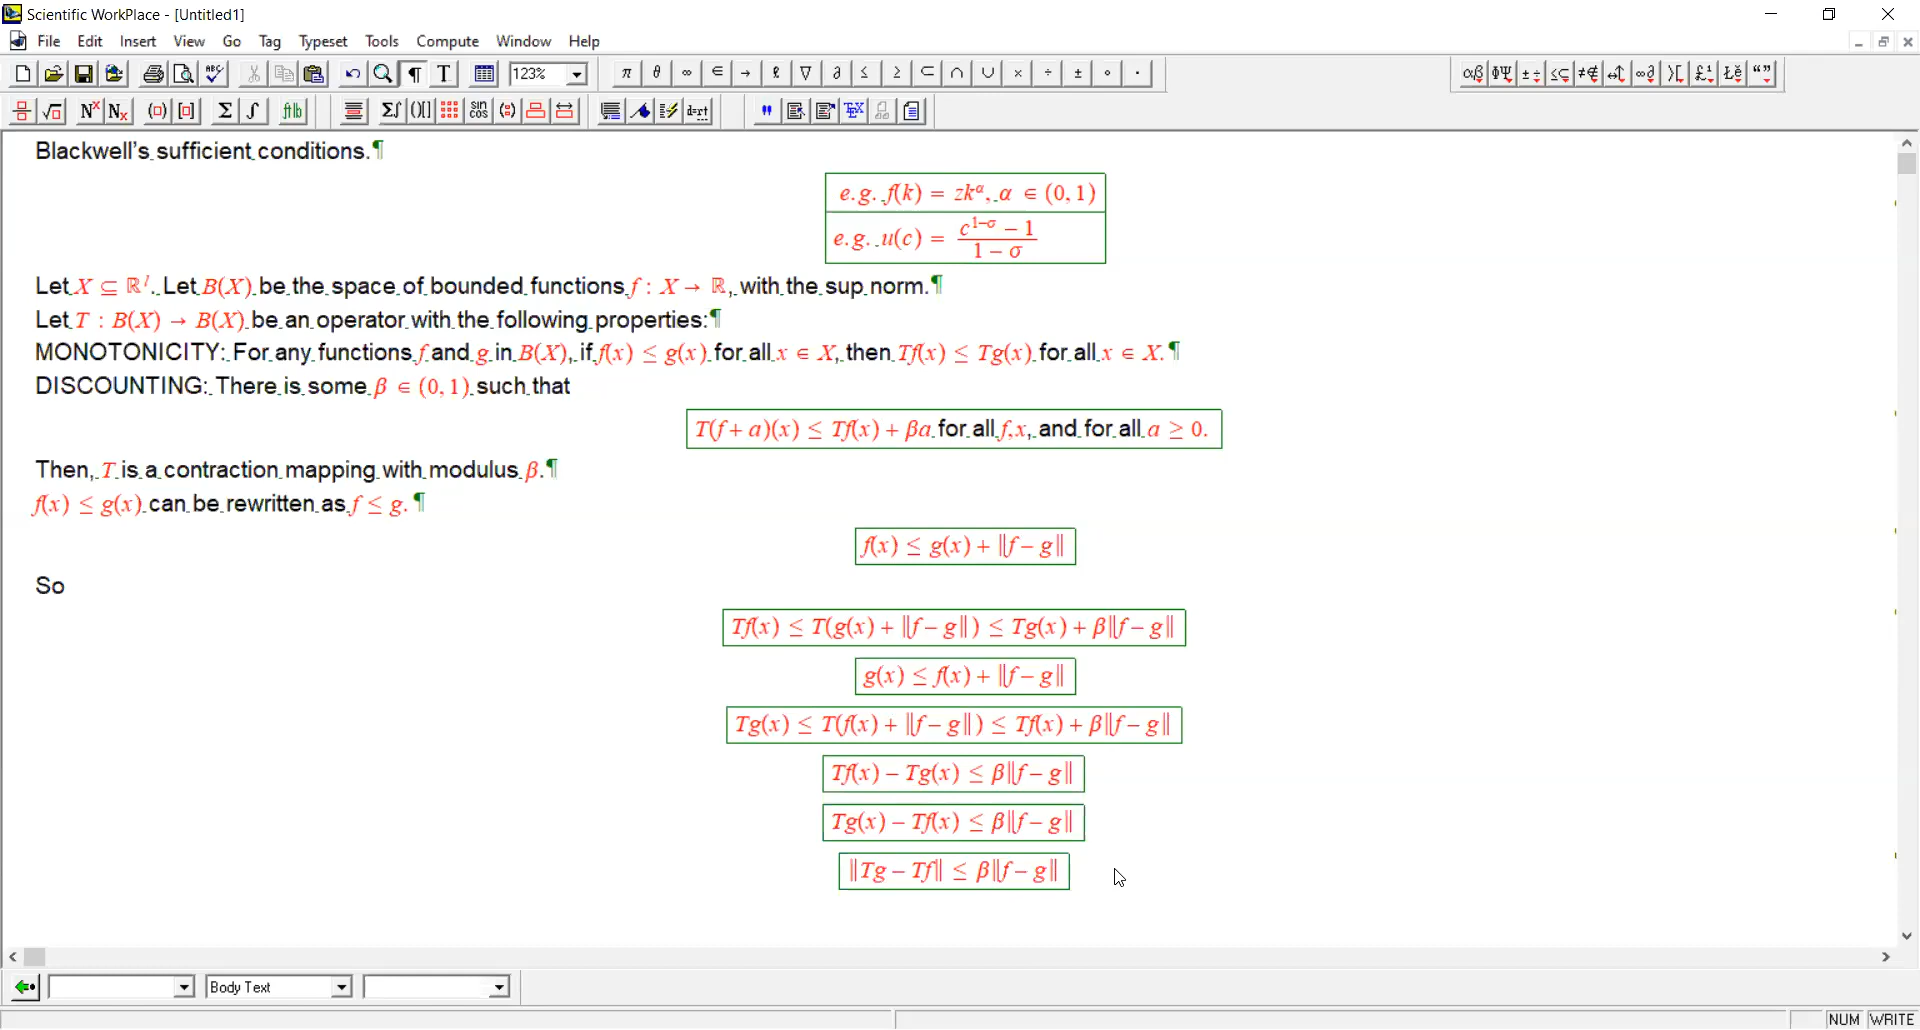 Scientific WorkPlace - [Untitled1]
File Edit Insert View Go Tag Typeset Tools Compute Window Help
123% π θ ∞ ∈ → ℓ ∇ ∂ ≤ ≥ ⊂ ∩ ∪ × ÷ ± ∘ ·
Blackwell's sufficient conditions.¶
e.g. f(k) = zk^α, α ∈ (0, 1)
e.g. u(c) = (c^{1-σ} − 1)/(1 − σ)
Let X ⊆ ℝ^l. Let B(X) be the space of bounded functions f : X → ℝ, with the sup norm.¶
Let T : B(X) → B(X) be an operator with the following properties:¶
MONOTONICITY: For any functions f and g in B(X), if f(x) ≤ g(x) for all x ∈ X, then Tf(x) ≤ Tg(x) for all x ∈ X.¶
DISCOUNTING: There is some β ∈ (0, 1) such that
T(f + a)(x) ≤ Tf(x) + βa for all f,x, and for all a ≥ 0.
Then, T is a contraction mapping with modulus β.¶
f(x) ≤ g(x) can be rewritten as f ≤ g.¶
f(x) ≤ g(x) + ‖f − g‖
So
Tf(x) ≤ T(g(x) + ‖f − g‖) ≤ Tg(x) + β‖f − g‖
g(x) ≤ f(x) + ‖f − g‖
Tg(x) ≤ T(f(x) + ‖f − g‖) ≤ Tf(x) + β‖f − g‖
Tf(x) − Tg(x) ≤ β‖f − g‖
Tg(x) − Tf(x) ≤ β‖f − g‖
‖Tg − Tf‖ ≤ β‖f − g‖
Body Text
NUM WRITE